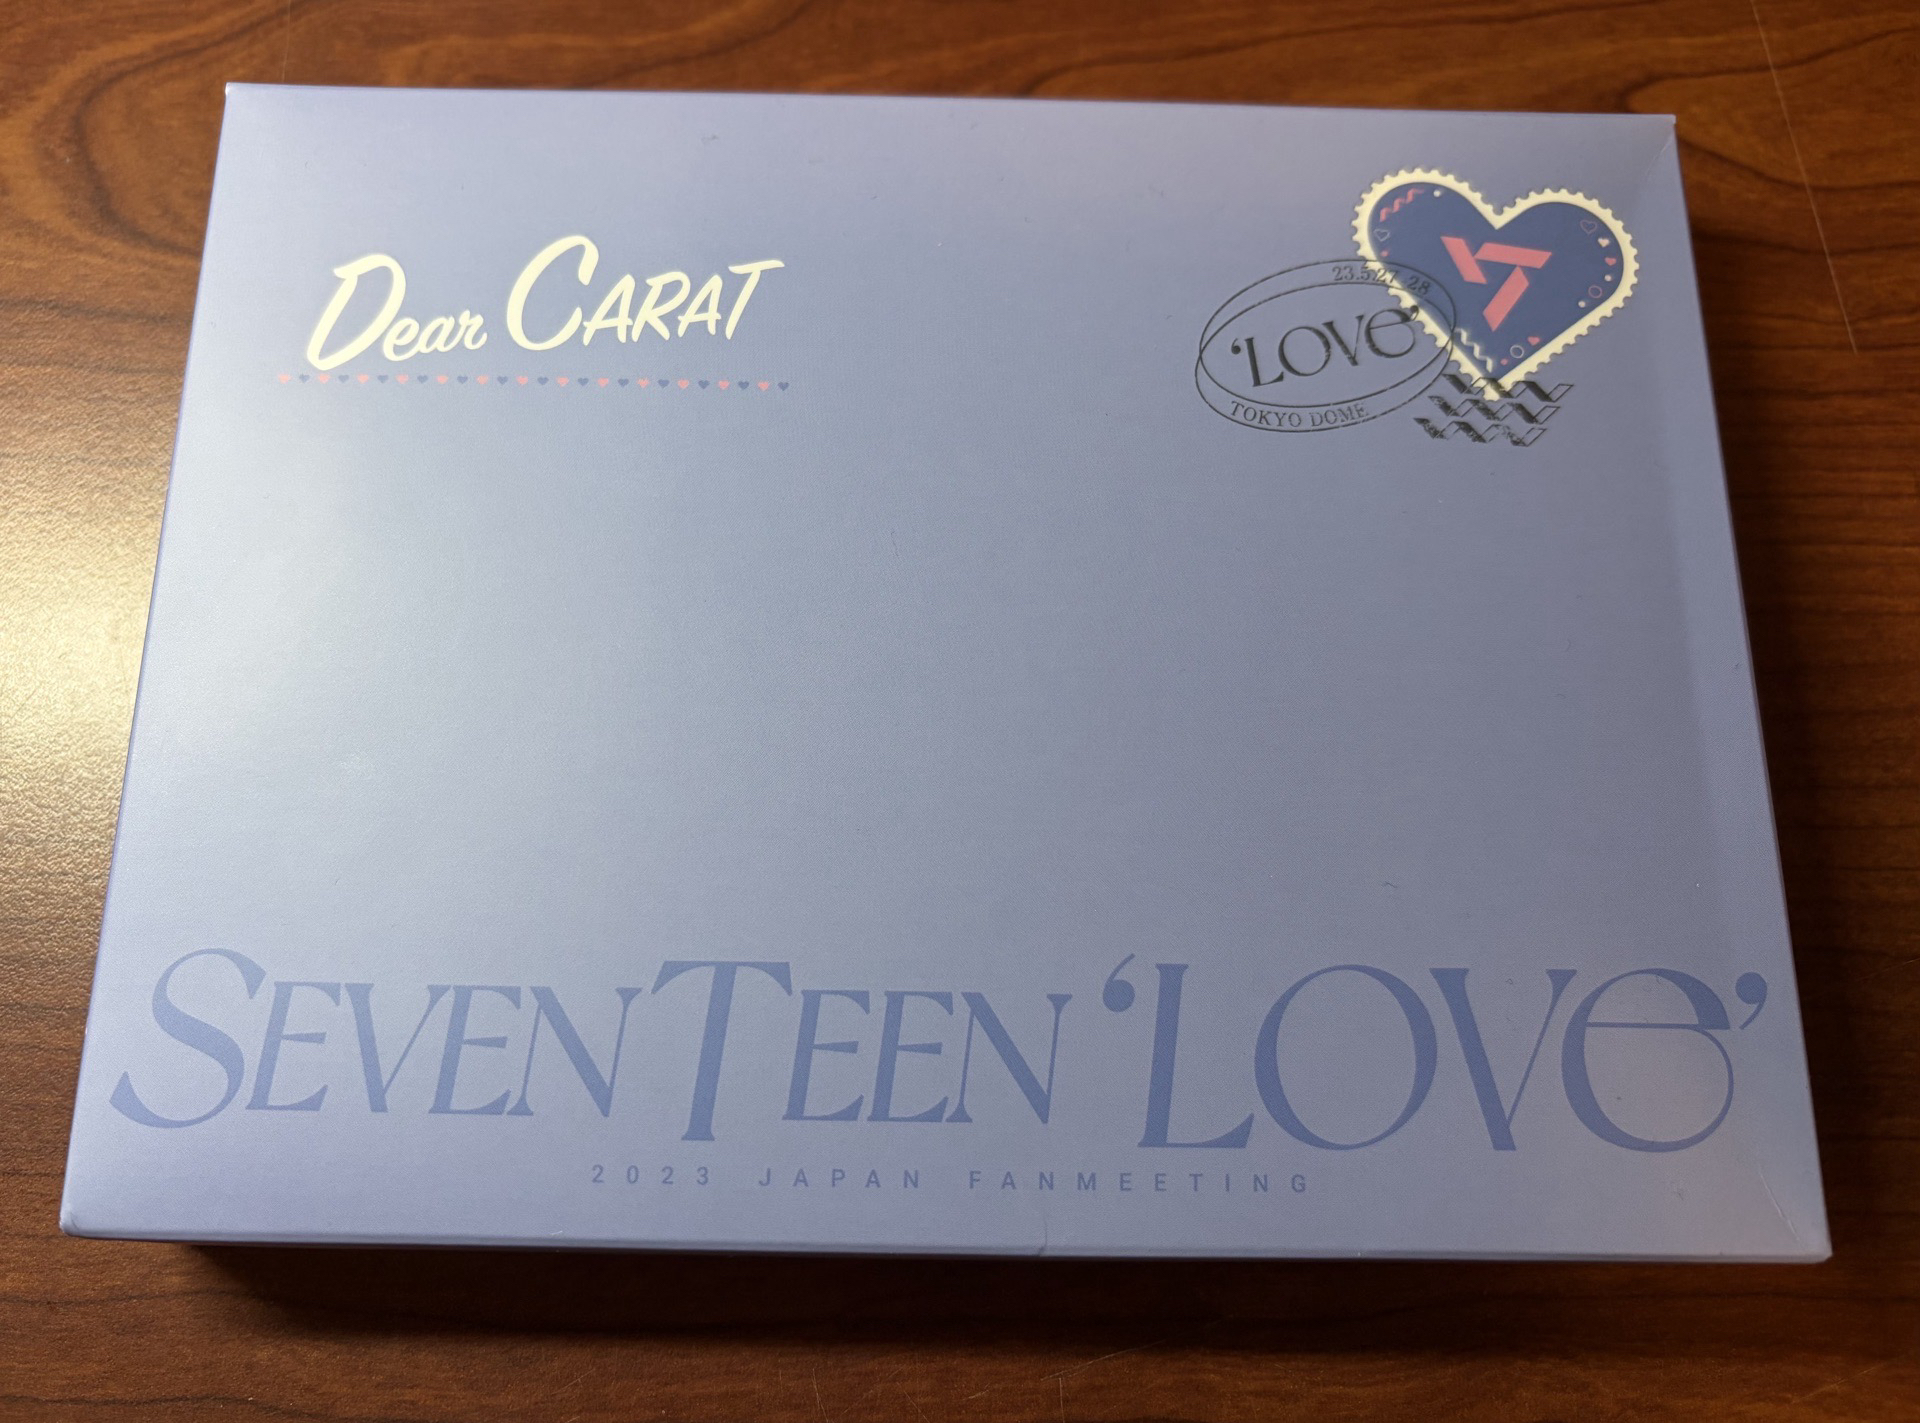 Dear CARAT
23.5.27-28
'LOVE'
TOKYO DOME
SEVENTEEN 'LOVE'
2023 JAPAN FANMEETING